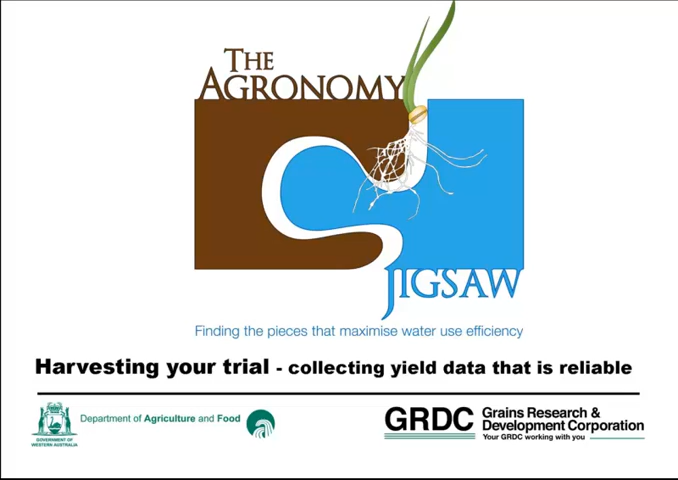 THE
AGRONOMY
JIGSAW
Finding the pieces that maximise water use efficiency
Harvesting your trial - collecting yield data that is reliable
GOVERNMENT OF
WESTERN AUSTRALIA
Department of Agriculture and Food
GRDC
Grains Research &
Development Corporation
Your GRDC working with you